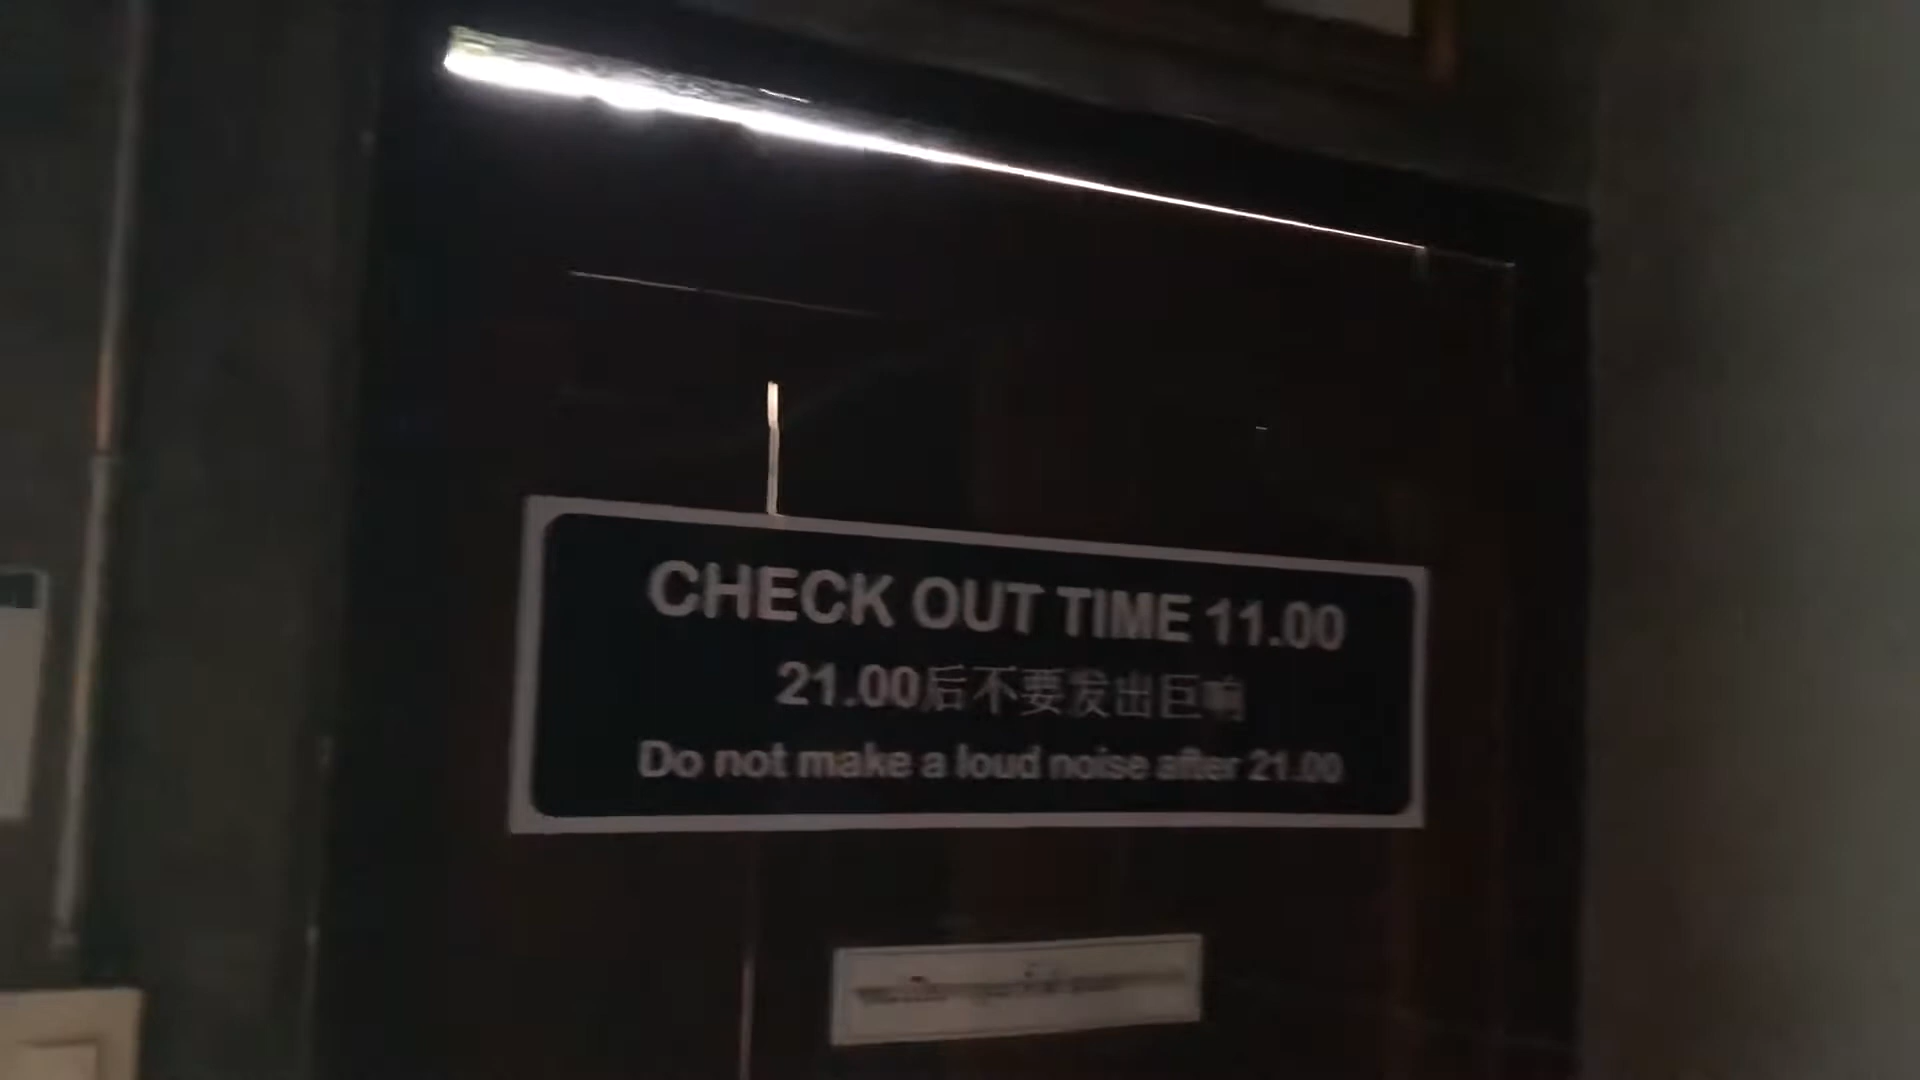 CHECK OUT TIME 11.00
21.00后不要发出巨响
Do not make a loud noise after 21.00